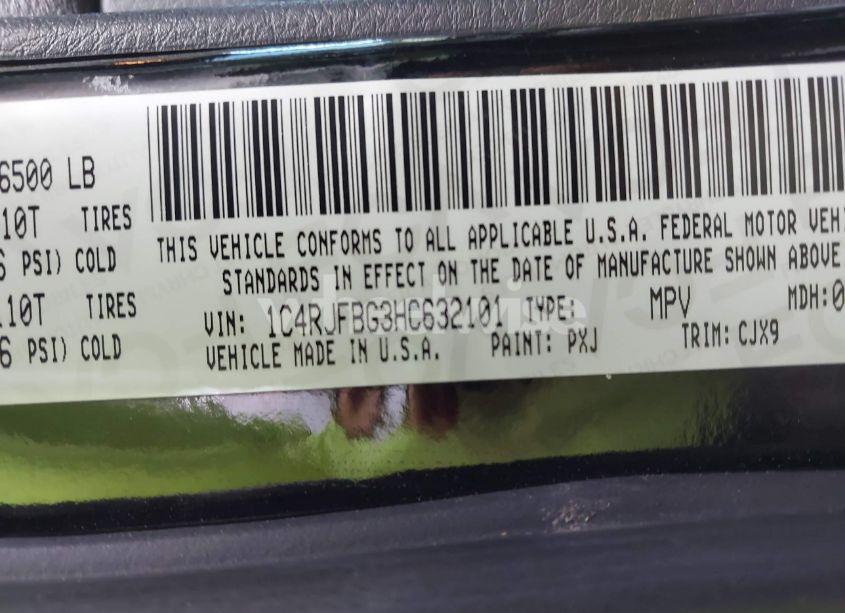 6500 LB
10T TIRES
PSI) COLD
10T TIRES
6 PSI) COLD
THIS VEHICLE CONFORMS TO ALL APPLICABLE U.S.A. FEDERAL MOTOR VEHI
STANDARDS IN EFFECT ON THE DATE OF MANUFACTURE SHOWN ABOVE
VIN: 1C4RJFBG3HC632101 TYPE: MPV MDH:0
VEHICLE MADE IN U.S.A. PAINT: PXJ TRIM: CJX9